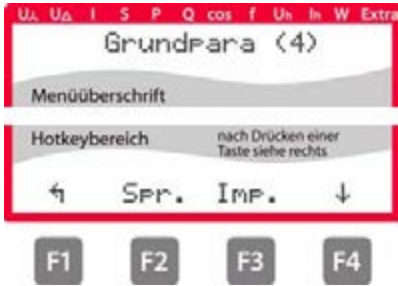 U⅄ U△ I S P Q cos f Uh Ih W Extra
Grundpara (4)
Menüüberschrift
Hotkeybereich
nach Drücken einer
Taste siehe rechts
↰ Spr. Imp. ↓
F1 F2 F3 F4